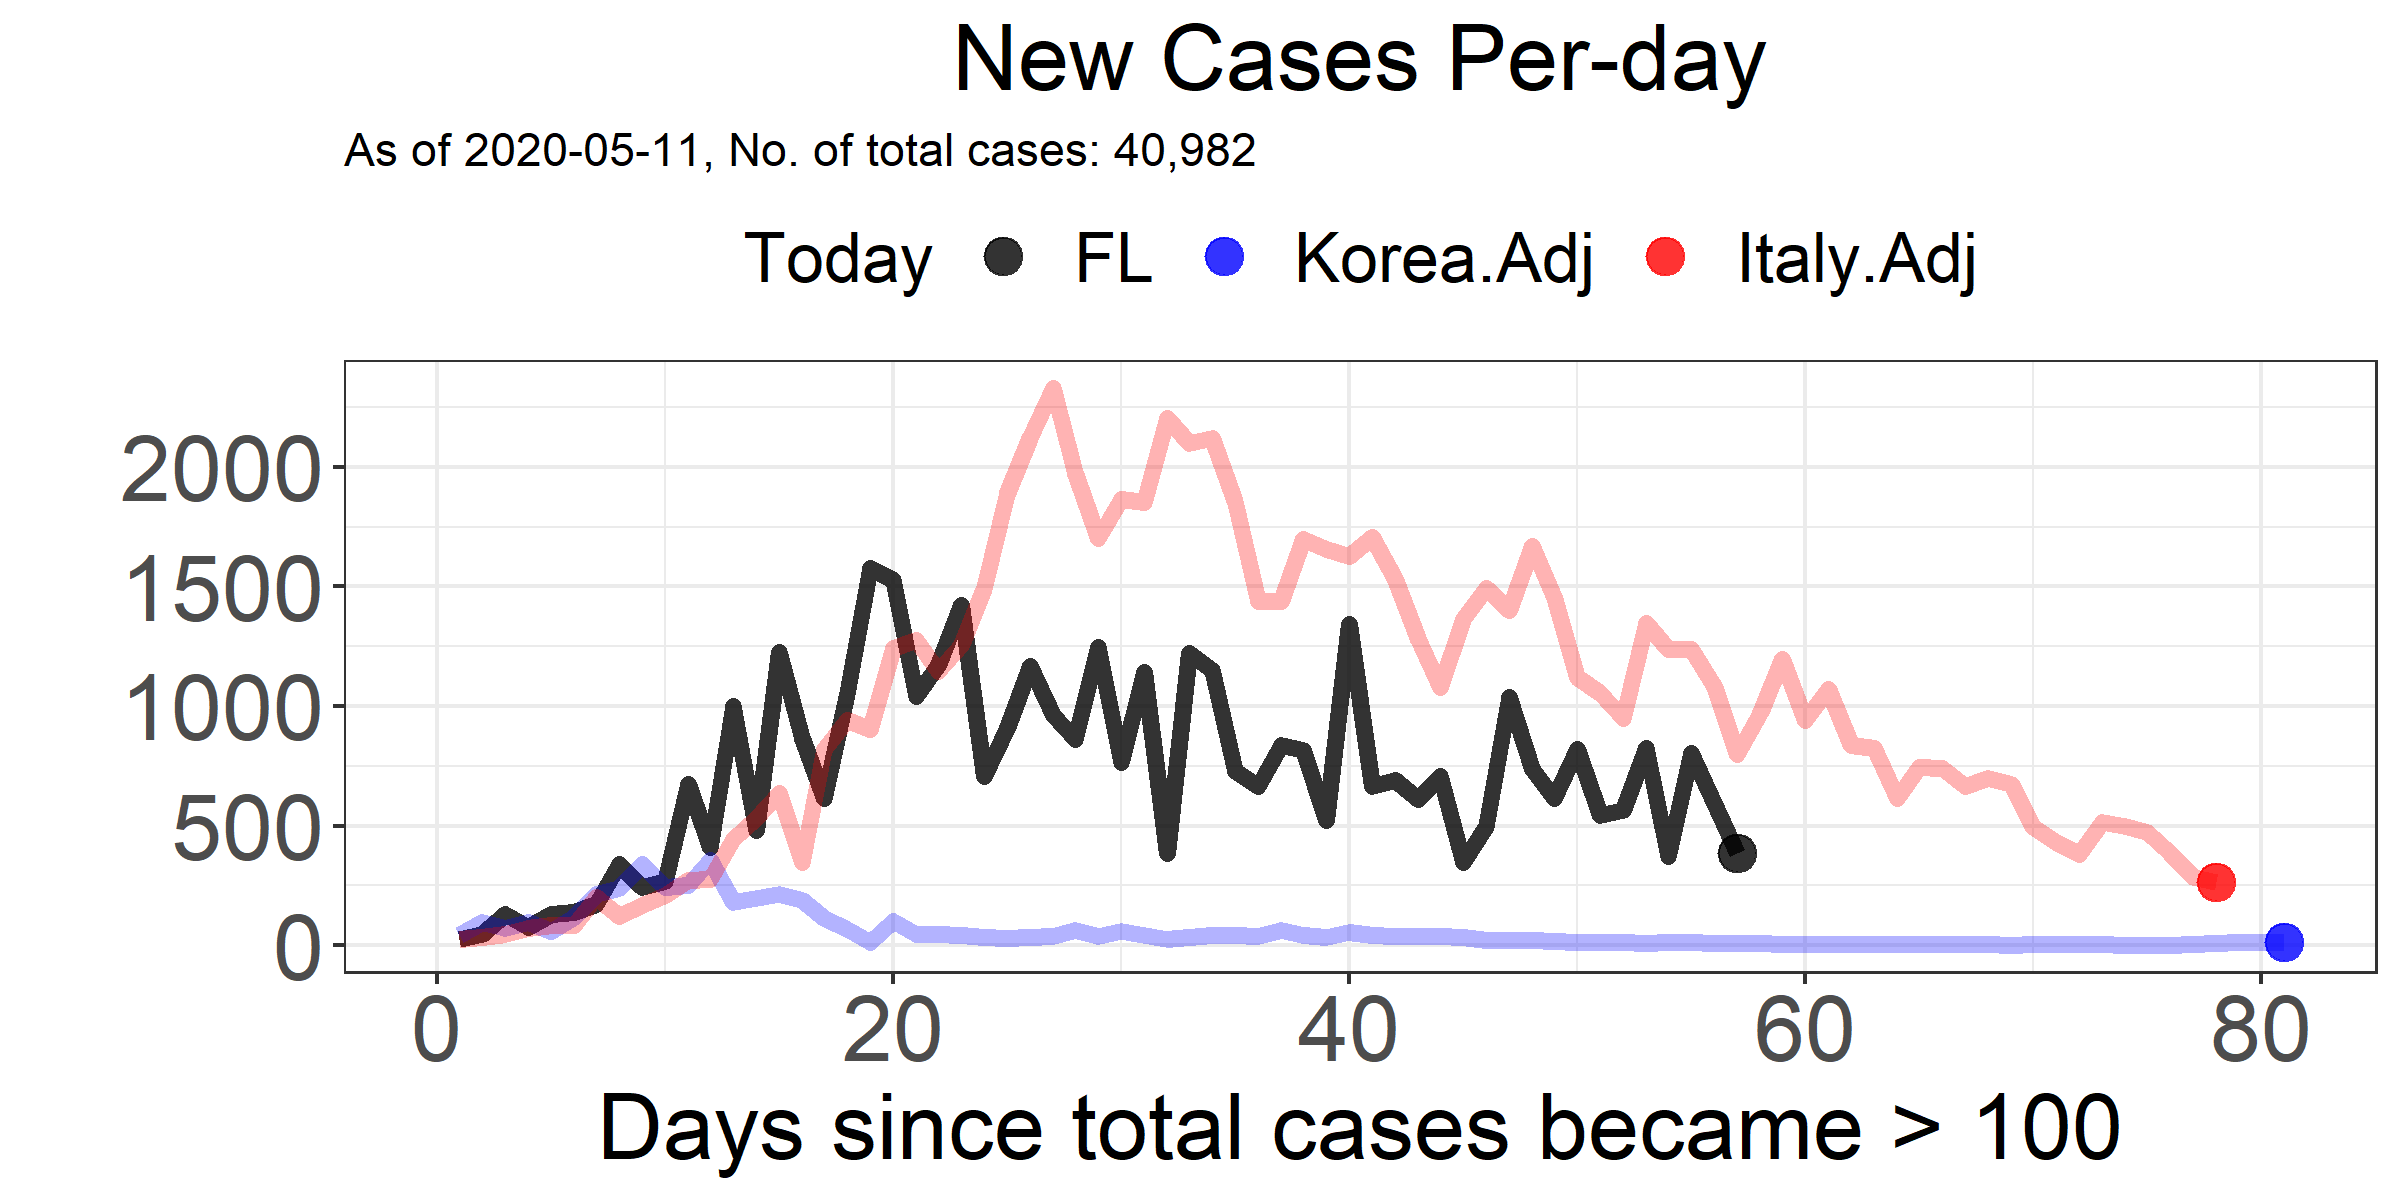 New Cases Per-day
As of 2020-05-11, No. of total cases: 40,982
Today FL Korea.Adj Italy.Adj
2000
1500
1000
500
0
0 20 40 60 80
Days since total cases became > 100